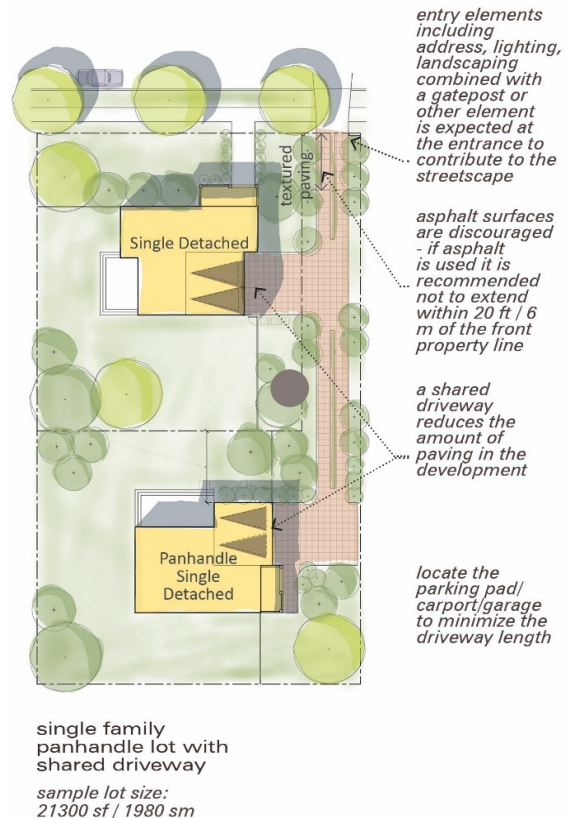 entry elements
including
address, lighting,
landscaping
combined with
a gatepost or
other element
is expected at
the entrance to
contribute to the
streetscape
textured
paving
Single Detached
asphalt surfaces
are discouraged
- if asphalt
is used it is
recommended
not to extend
within 20 ft / 6
m of the front
property line
a shared
driveway
reduces the
amount of
paving in the
development
Panhandle
Single
Detached
locate the
parking pad/
carport/garage
to minimize the
driveway length
single family
panhandle lot with
shared driveway
sample lot size:
21300 sf / 1980 sm